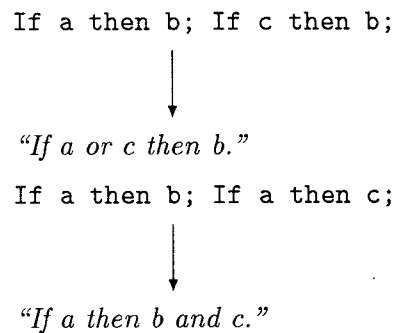 If a then b; If c then b;
“If a or c then b.”
If a then b; If a then c;
“If a then b and c.”